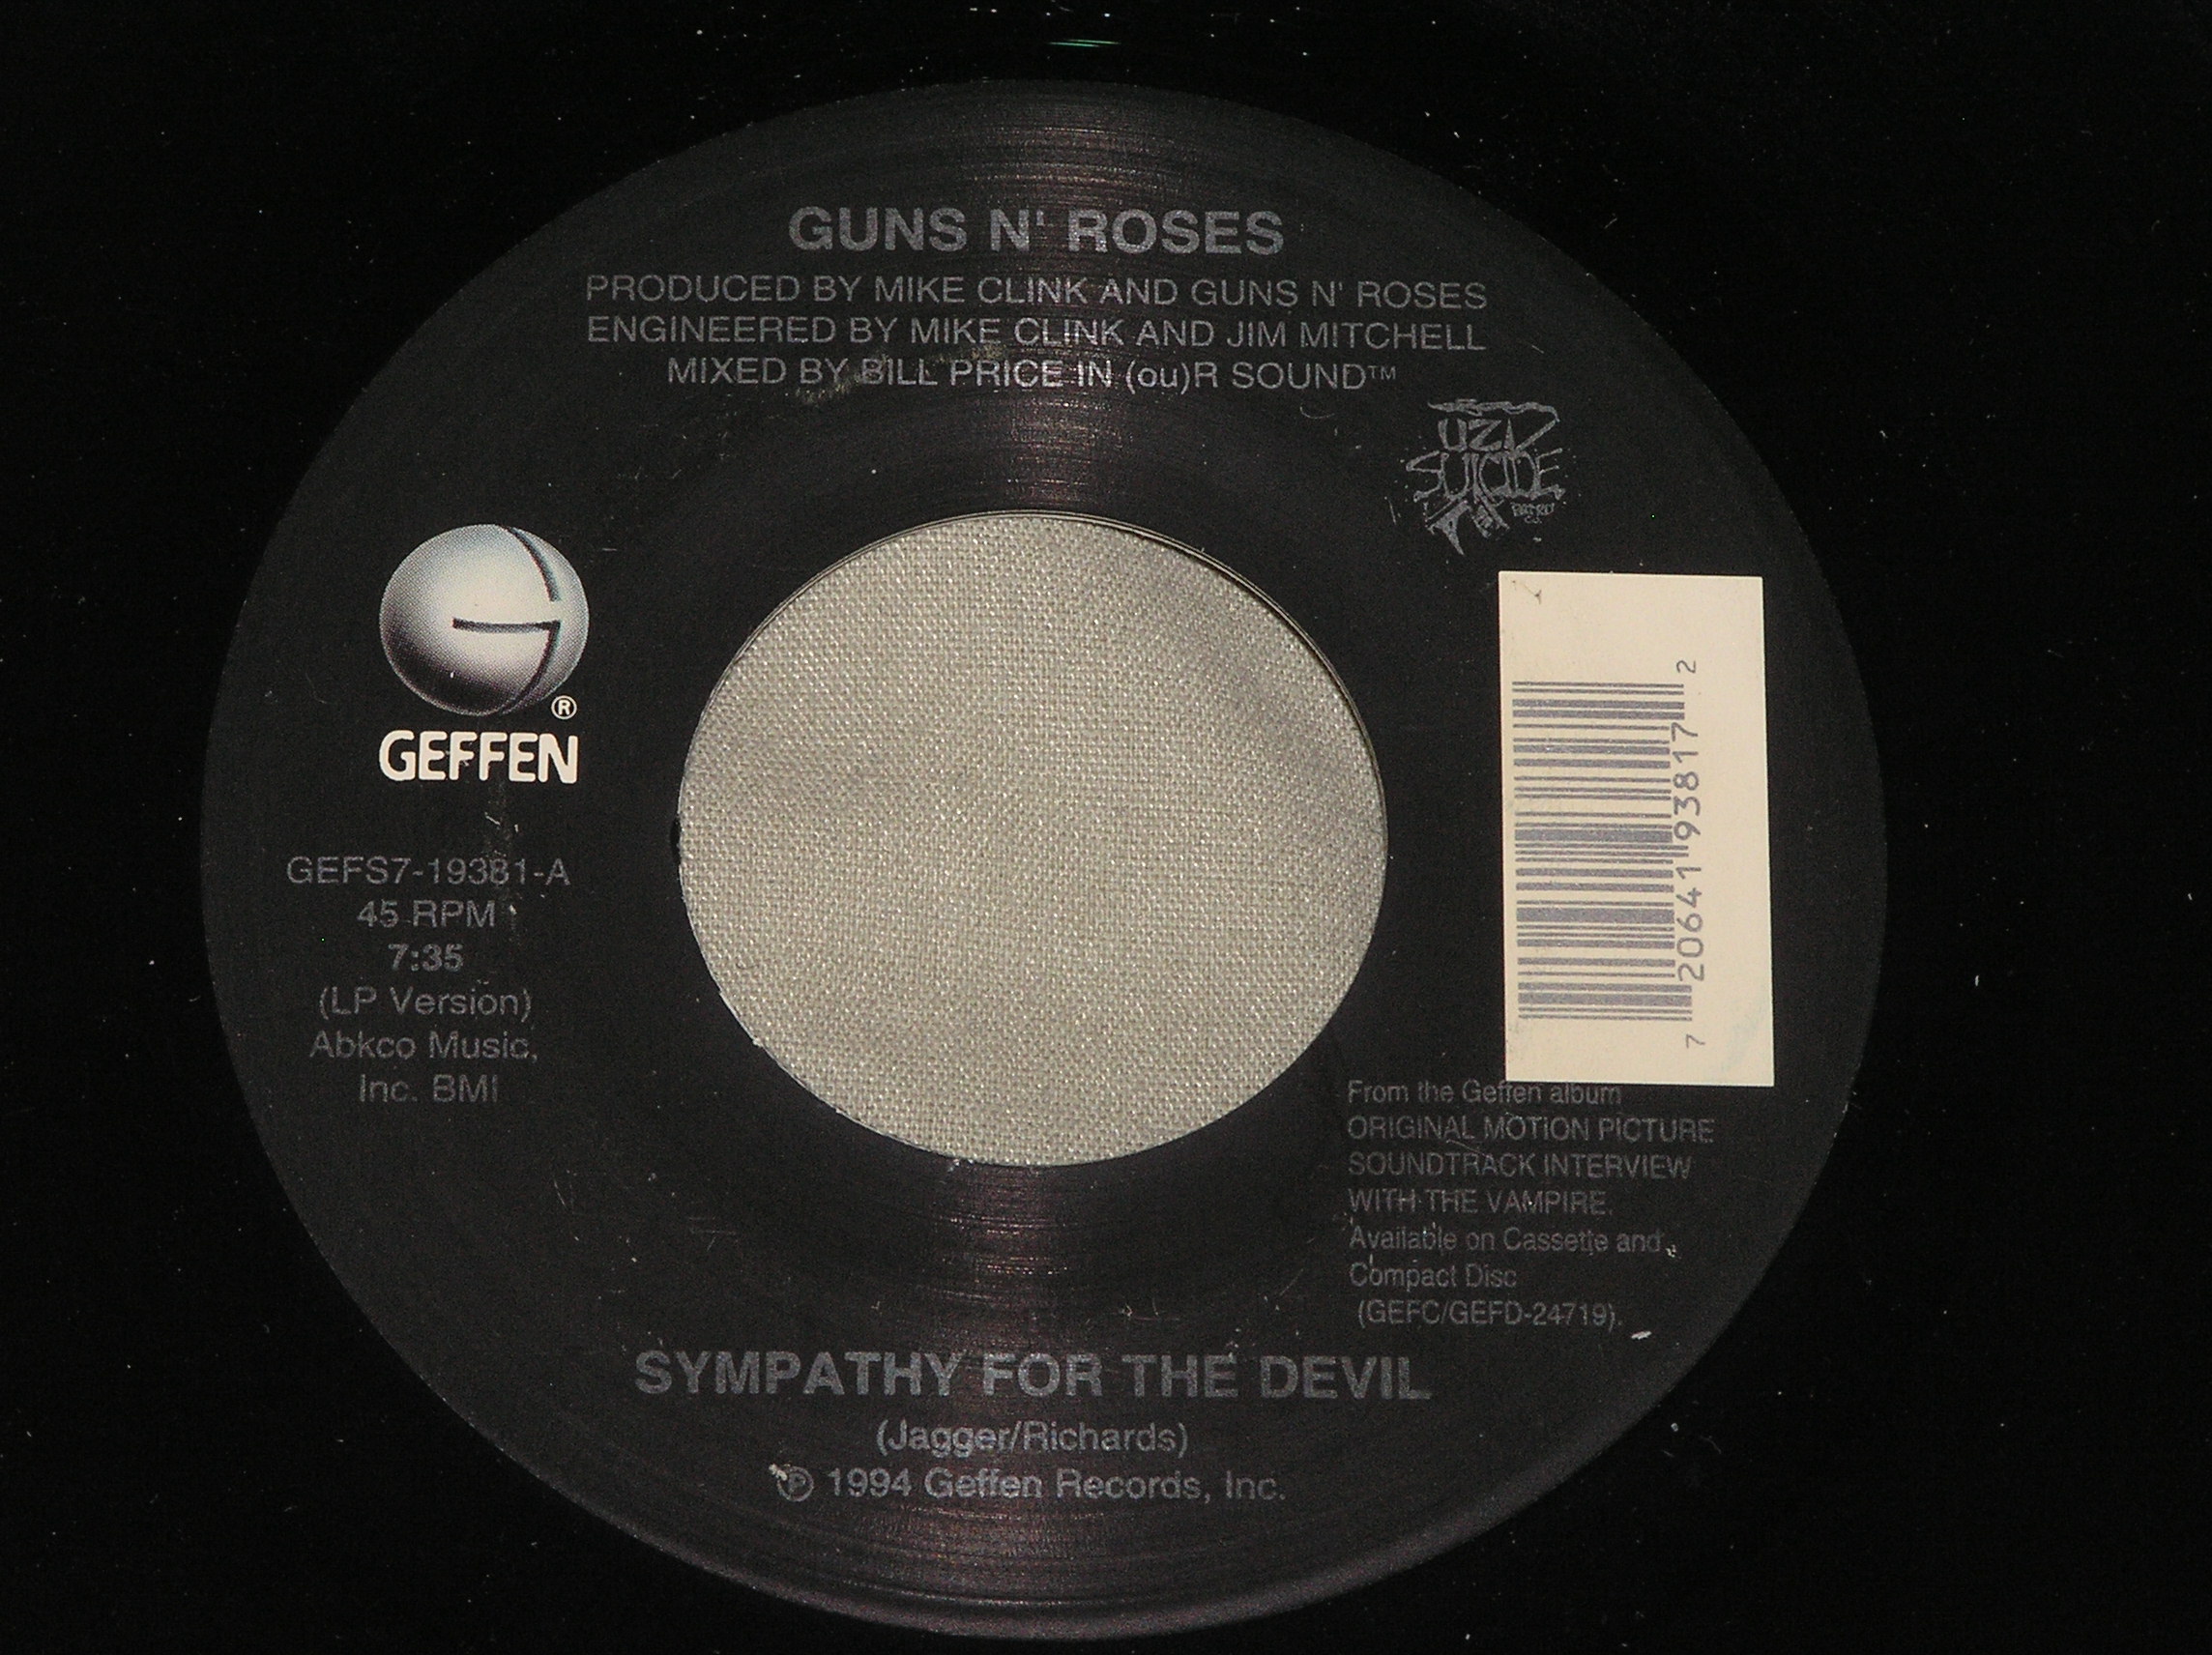 GUNS N' ROSES
PRODUCED BY MIKE CLINK AND GUNS N' ROSES
ENGINEERED BY MIKE CLINK AND JIM MITCHELL
MIXED BY BILL PRICE IN (ou)R SOUND™
UZI
SUICIDE
®
GEFFEN
GEFS7-19381-A
45 RPM
7:35
(LP Version)
Abkco Music,
Inc. BMI
7 20641 93817 2
From the Geffen album
ORIGINAL MOTION PICTURE
SOUNDTRACK INTERVIEW
WITH THE VAMPIRE.
Available on Cassette and
Compact Disc
(GEFC/GEFD-24719).
SYMPATHY FOR THE DEVIL
(Jagger/Richards)
℗ 1994 Geffen Records, Inc.